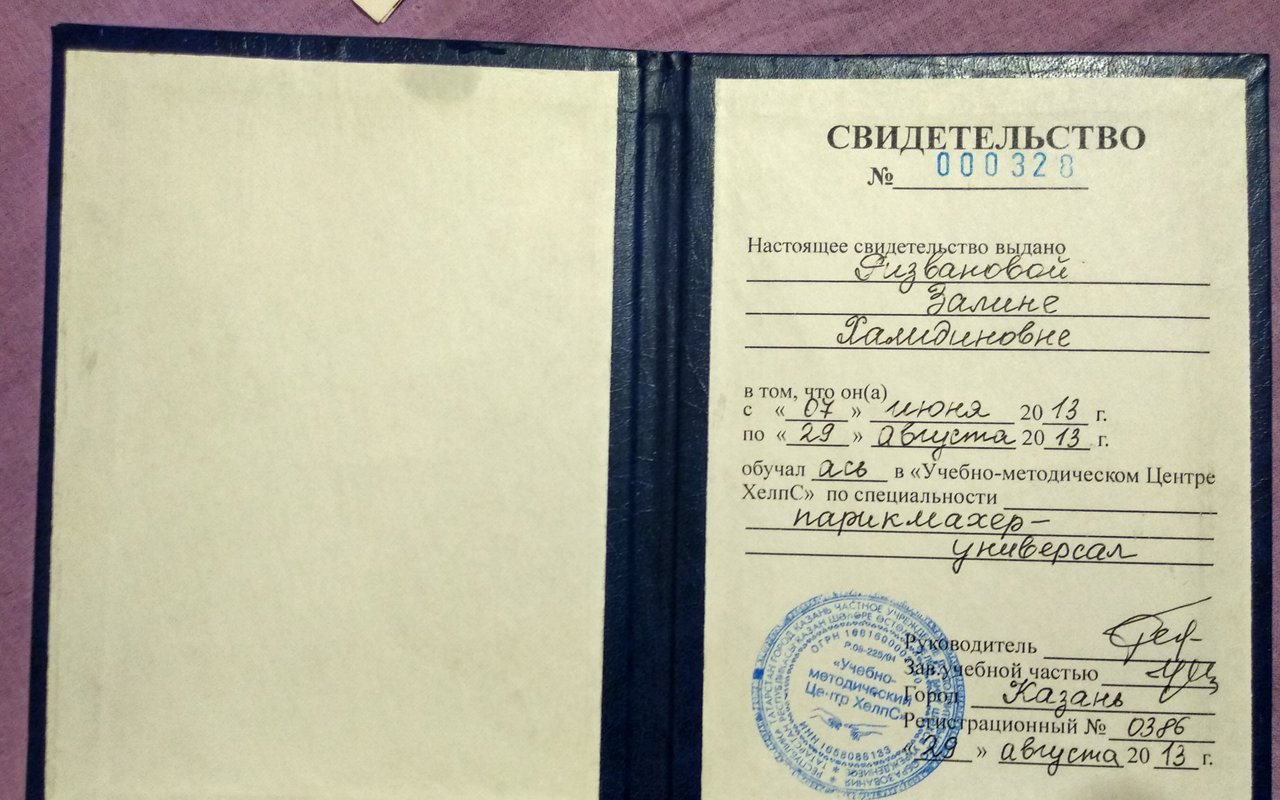 СВИДЕТЕЛЬСТВО
№ 000328
Настоящее свидетельство выдано
Ризвановой
Залине
Халидиновне
в том, что он(а)
с «07» июня 2013 г.
по «29» августа 2013 г.
обучал ась в «Учебно-методическом Центре
ХелпС» по специальности
парикмахер-
универсал
Руководитель
Зав.учебной частью
Город Казань
Регистрационный № 0386
«29» августа 2013 г.
«Учебно-
методический
Центр ХелпС»